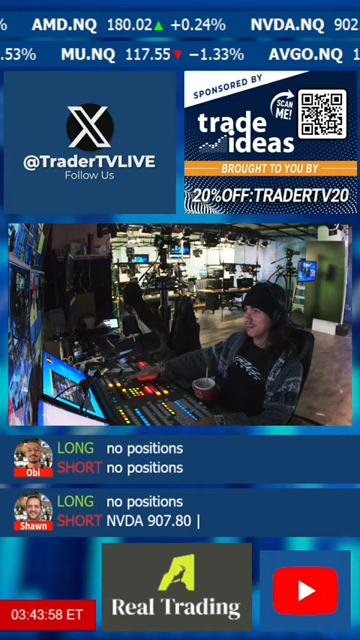 % AMD.NQ 180.02▲ +0.24% NVDA.NQ 902
.53% MU.NQ 117.55▼ −1.33% AVGO.NQ 1
X
@TraderTVLIVE
Follow Us
SPONSORED BY
SCAN ME!
trade ideas
BROUGHT TO YOU BY
20%OFF:TRADERTV20
Obi
LONG no positions
SHORT no positions
Shawn
LONG no positions
SHORT NVDA 907.80 |
Real Trading
03:43:58 ET